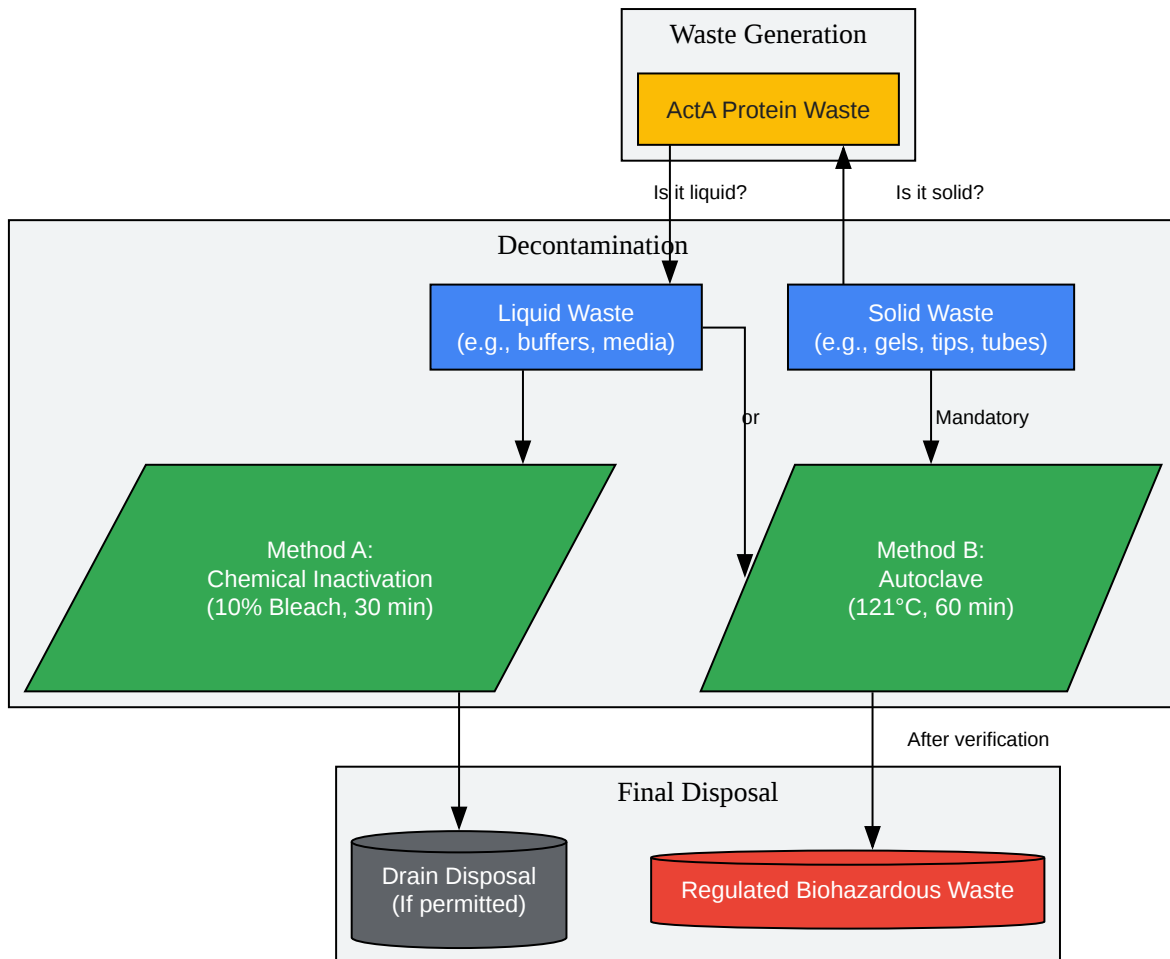 Waste Generation
ActA Protein Waste
Is it liquid?
Is it solid?
Decontamination
Liquid Waste
(e.g., buffers, media)
Solid Waste
(e.g., gels, tips, tubes)
or
Mandatory
Method A:
Chemical Inactivation
(10% Bleach, 30 min)
Method B:
Autoclave
(121°C, 60 min)
After verification
Final Disposal
Drain Disposal
(If permitted)
Regulated Biohazardous Waste